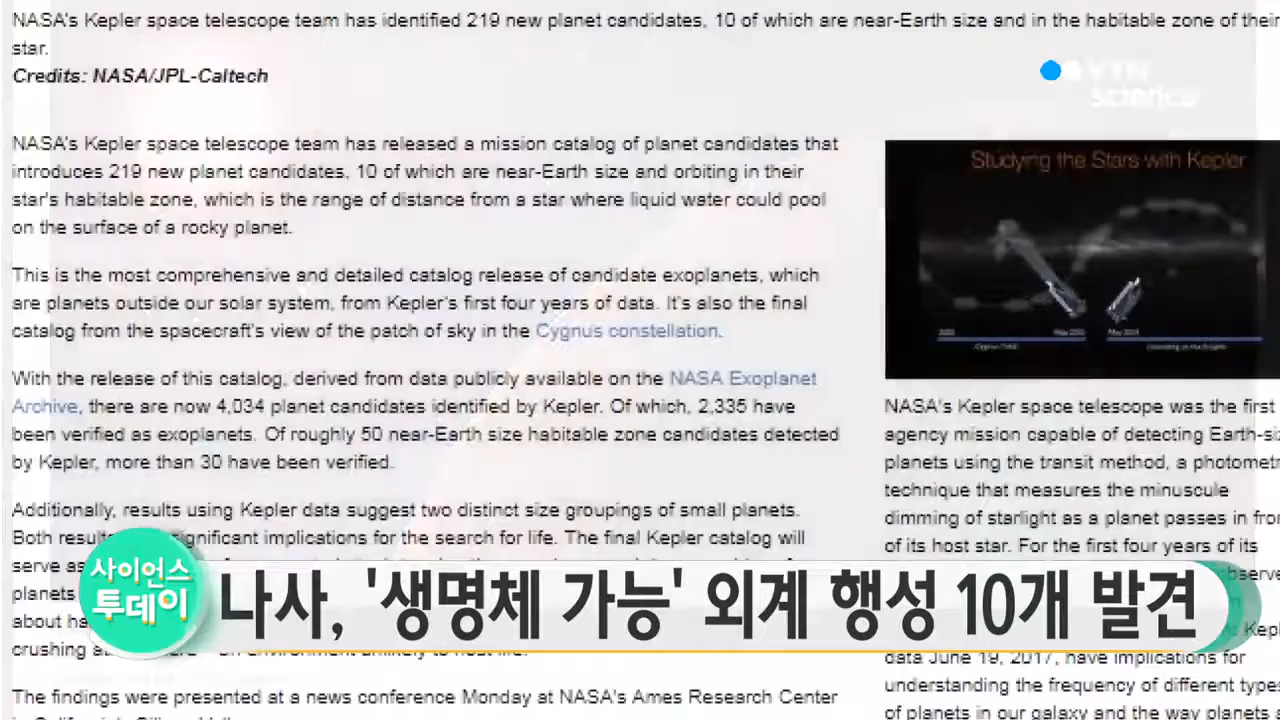 NASA's Kepler space telescope team has identified 219 new planet candidates, 10 of which are near-Earth size and in the habitable zone of their
star.
Credits: NASA/JPL-Caltech
YTN
science
NASA's Kepler space telescope team has released a mission catalog of planet candidates that
introduces 219 new planet candidates, 10 of which are near-Earth size and orbiting in their
star's habitable zone, which is the range of distance from a star where liquid water could pool
on the surface of a rocky planet.
This is the most comprehensive and detailed catalog release of candidate exoplanets, which
are planets outside our solar system, from Kepler's first four years of data. It's also the final
catalog from the spacecraft's view of the patch of sky in the Cygnus constellation.
With the release of this catalog, derived from data publicly available on the NASA Exoplanet
Archive, there are now 4,034 planet candidates identified by Kepler. Of which, 2,335 have
been verified as exoplanets. Of roughly 50 near-Earth size habitable zone candidates detected
by Kepler, more than 30 have been verified.
Additionally, results using Kepler data suggest two distinct size groupings of small planets.
Both significant implications for the search for life. The final Kepler catalog will
serve as
planets
about
crushing
The findings were presented at a news conference Monday at NASA's Ames Research Center
Studying the Stars with Kepler
NASA's Kepler space telescope was the first
agency mission capable of detecting
planets using the transit method, a
technique that measures the minuscule
dimming of starlight as a planet passes in
of its host star. For the first four years of its
data June 19, 2017, have implications for
understanding the frequency of different types
of planets in our galaxy and the way planets
사이언스
투데이
나사, '생명체 가능' 외계 행성 10개 발견